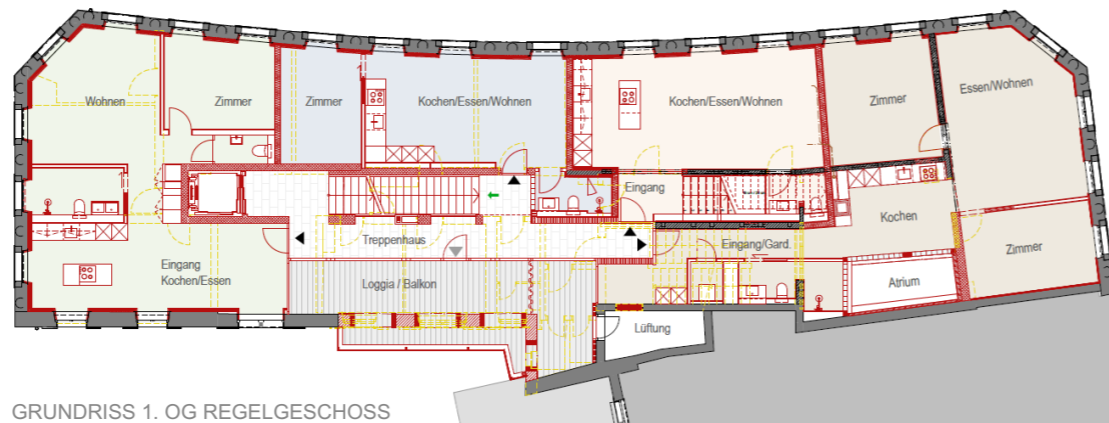 Wohnen
Zimmer
Zimmer
Kochen/Essen/Wohnen
Kochen/Essen/Wohnen
Zimmer
Essen/Wohnen
Eingang
Kochen
Treppenhaus
Eingang/Gard.
Zimmer
Eingang
Kochen/Essen
Loggia / Balkon
Atrium
Lüftung
GRUNDRISS 1. OG REGELGESCHOSS